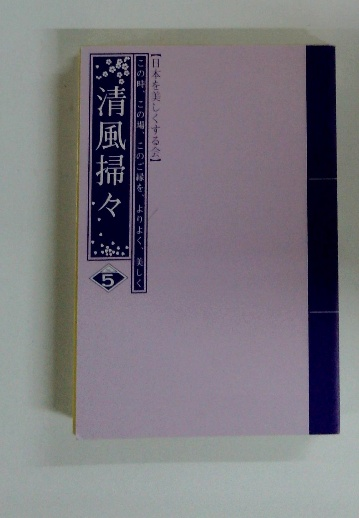 【日本を美しくする会】
この時、この場、このご縁を、よりよく、美しく
清風掃々
5